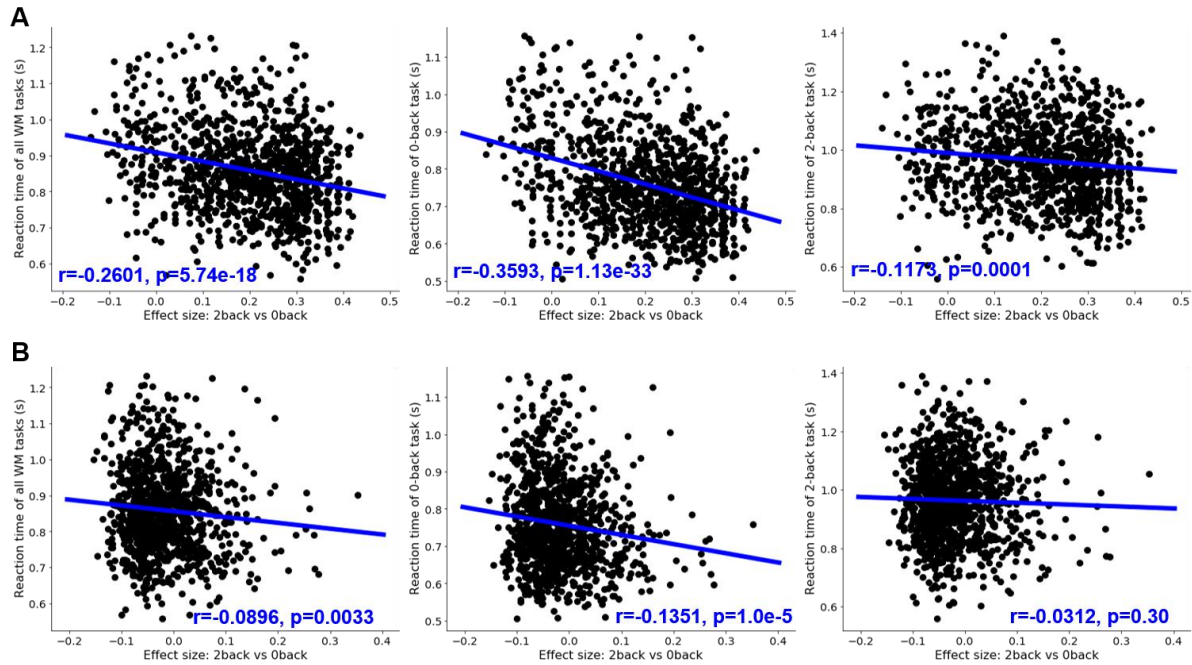 A
Reaction time of all WM tasks (s)
1.2
1.1
1.0
0.9
0.8
0.7
0.6
r=-0.2601, p=5.74e-18
−0.2 −0.1 0.0 0.1 0.2 0.3 0.4 0.5
Effect size: 2back vs 0back
Reaction time of 0-back task (s)
1.1
1.0
0.9
0.8
0.7
0.6
0.5
r=-0.3593, p=1.13e-33
−0.2 −0.1 0.0 0.1 0.2 0.3 0.4 0.5
Effect size: 2back vs 0back
Reaction time of 2-back task (s)
1.4
1.2
1.0
0.8
0.6
r=-0.1173, p=0.0001
−0.2 −0.1 0.0 0.1 0.2 0.3 0.4 0.5
Effect size: 2back vs 0back
B
Reaction time of all WM tasks (s)
1.2
1.1
1.0
0.9
0.8
0.7
0.6
r=-0.0896, p=0.0033
−0.2 −0.1 0.0 0.1 0.2 0.3 0.4
Effect size: 2back vs 0back
Reaction time of 0-back task (s)
1.1
1.0
0.9
0.8
0.7
0.6
0.5
r=-0.1351, p=1.0e-5
−0.2 −0.1 0.0 0.1 0.2 0.3 0.4
Effect size: 2back vs 0back
Reaction time of 2-back task (s)
1.4
1.2
1.0
0.8
0.6
r=-0.0312, p=0.30
−0.2 −0.1 0.0 0.1 0.2 0.3 0.4
Effect size: 2back vs 0back